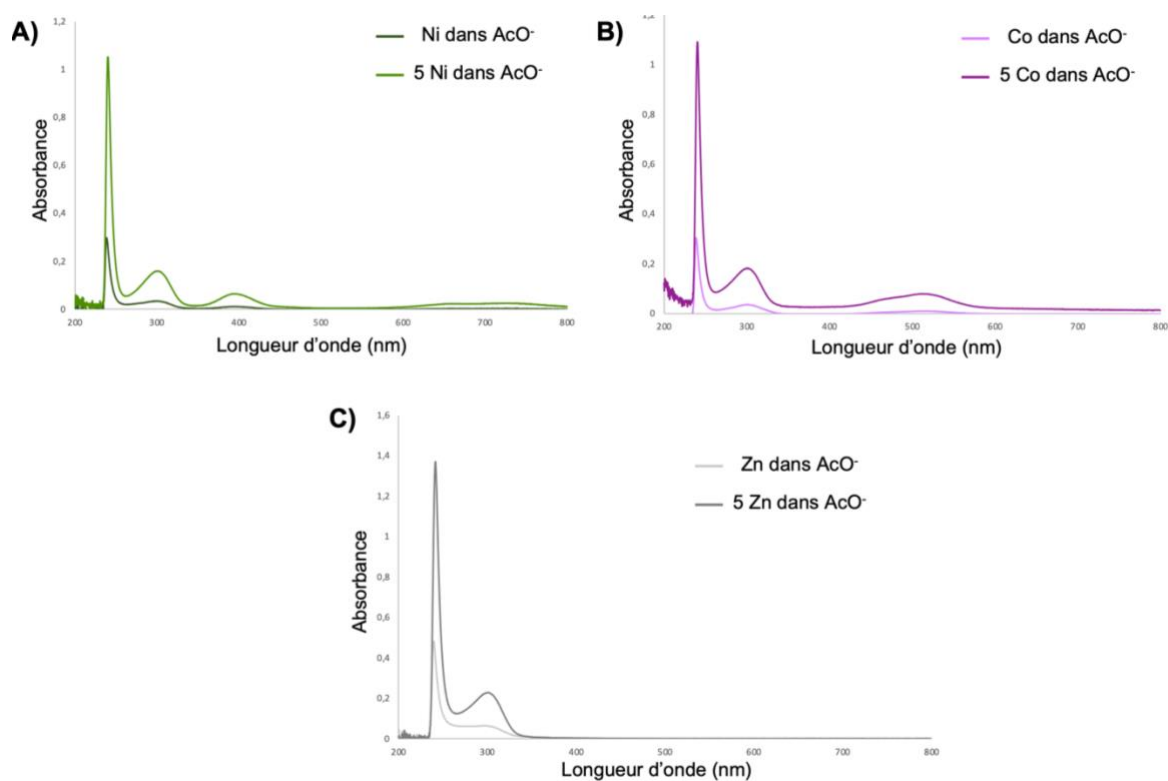 A)
1,2
1
0,8
0,6
0,4
0,2
0
200 300 400 500 600 700 800
Absorbance
Longueur d'onde (nm)
Ni dans AcO⁻
5 Ni dans AcO⁻
B)
1,2
1
0,8
0,6
0,4
0,2
0
200 300 400 500 600 700 800
Absorbance
Longueur d'onde (nm)
Co dans AcO⁻
5 Co dans AcO⁻
C)
1,6
1,4
1,2
1
0,8
0,6
0,4
0,2
0
200 300 400 500 600 700 800
Absorbance
Longueur d'onde (nm)
Zn dans AcO⁻
5 Zn dans AcO⁻